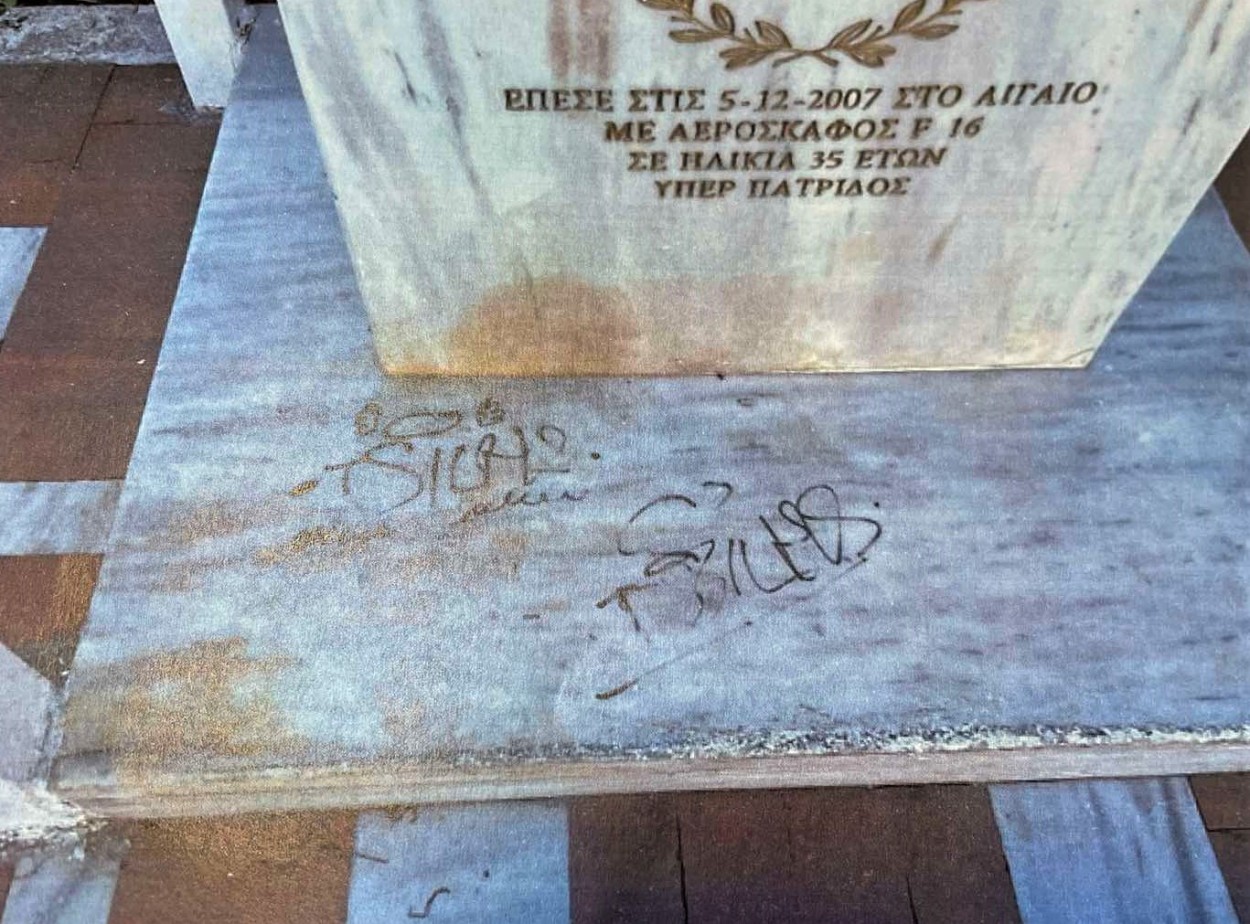 ΕΠΕΣΕ ΣΤΙΣ 5-12-2007 ΣΤΟ ΑΙΓΑΙΟ
ΜΕ ΑΕΡΟΣΚΑΦΟΣ F 16
ΣΕ ΗΛΙΚΙΑ 35 ΕΤΩΝ
ΥΠΕΡ ΠΑΤΡΙΔΟΣ